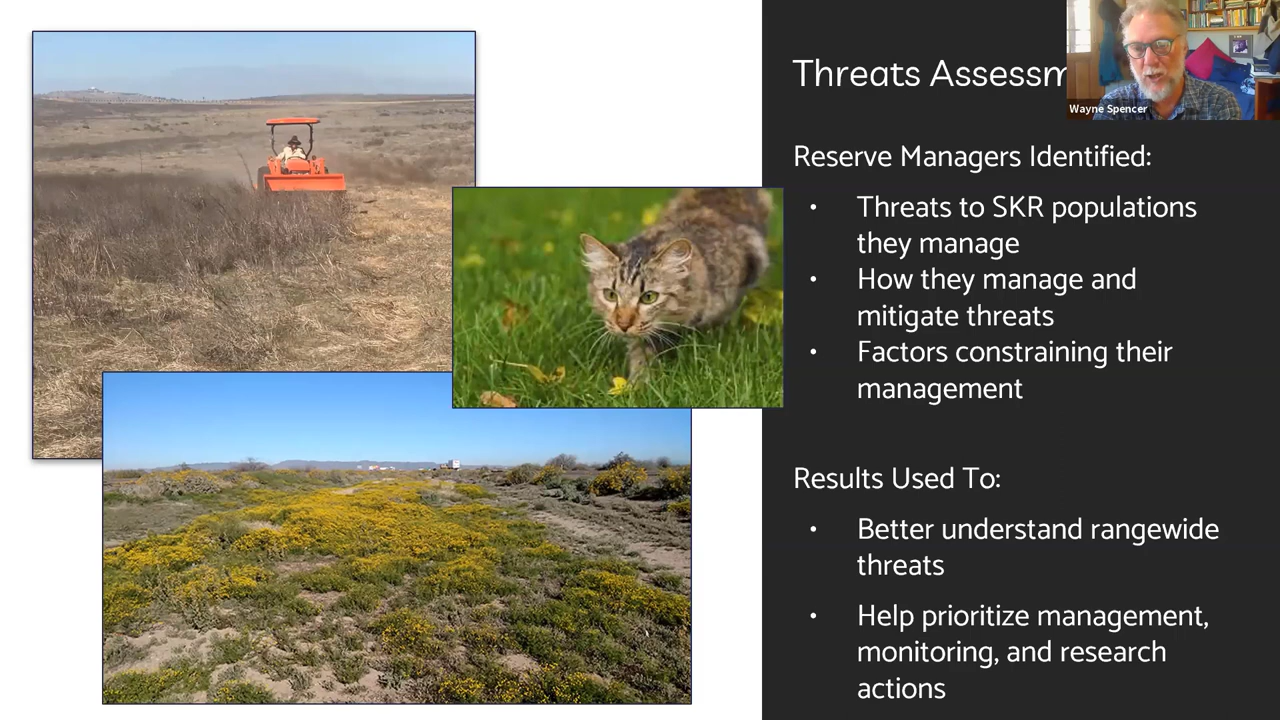 Threats Assessm
Wayne Spencer
Reserve Managers Identified:
• Threats to SKR populations
they manage
• How they manage and
mitigate threats
• Factors constraining their
management
Results Used To:
• Better understand rangewide
threats
• Help prioritize management,
monitoring, and research
actions